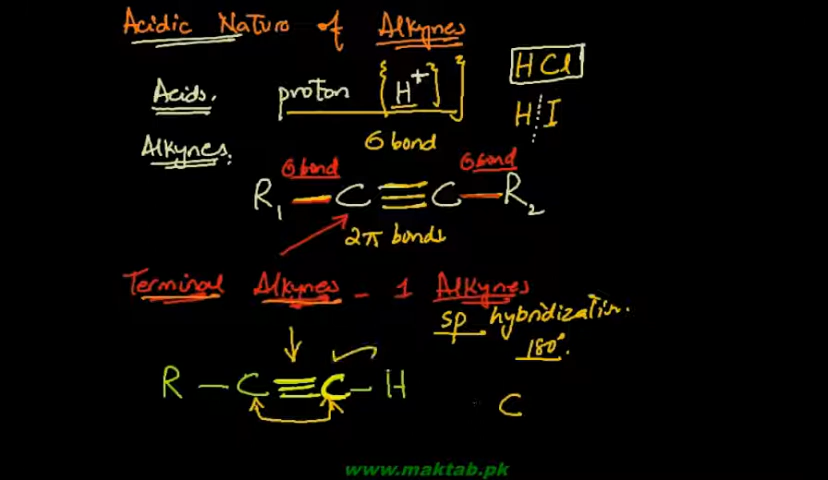 Acidic Nature of Alkynes
Acids. proton {H+}
HCl
H I
Alkynes.
σ bond
σ bond σ bond
R1 — C ≡ C — R2
2π bonds
Terminal Alkynes - 1 Alkynes
sp hybridization.
180°.
R — C ≡ C — H
C
www.maktab.pk